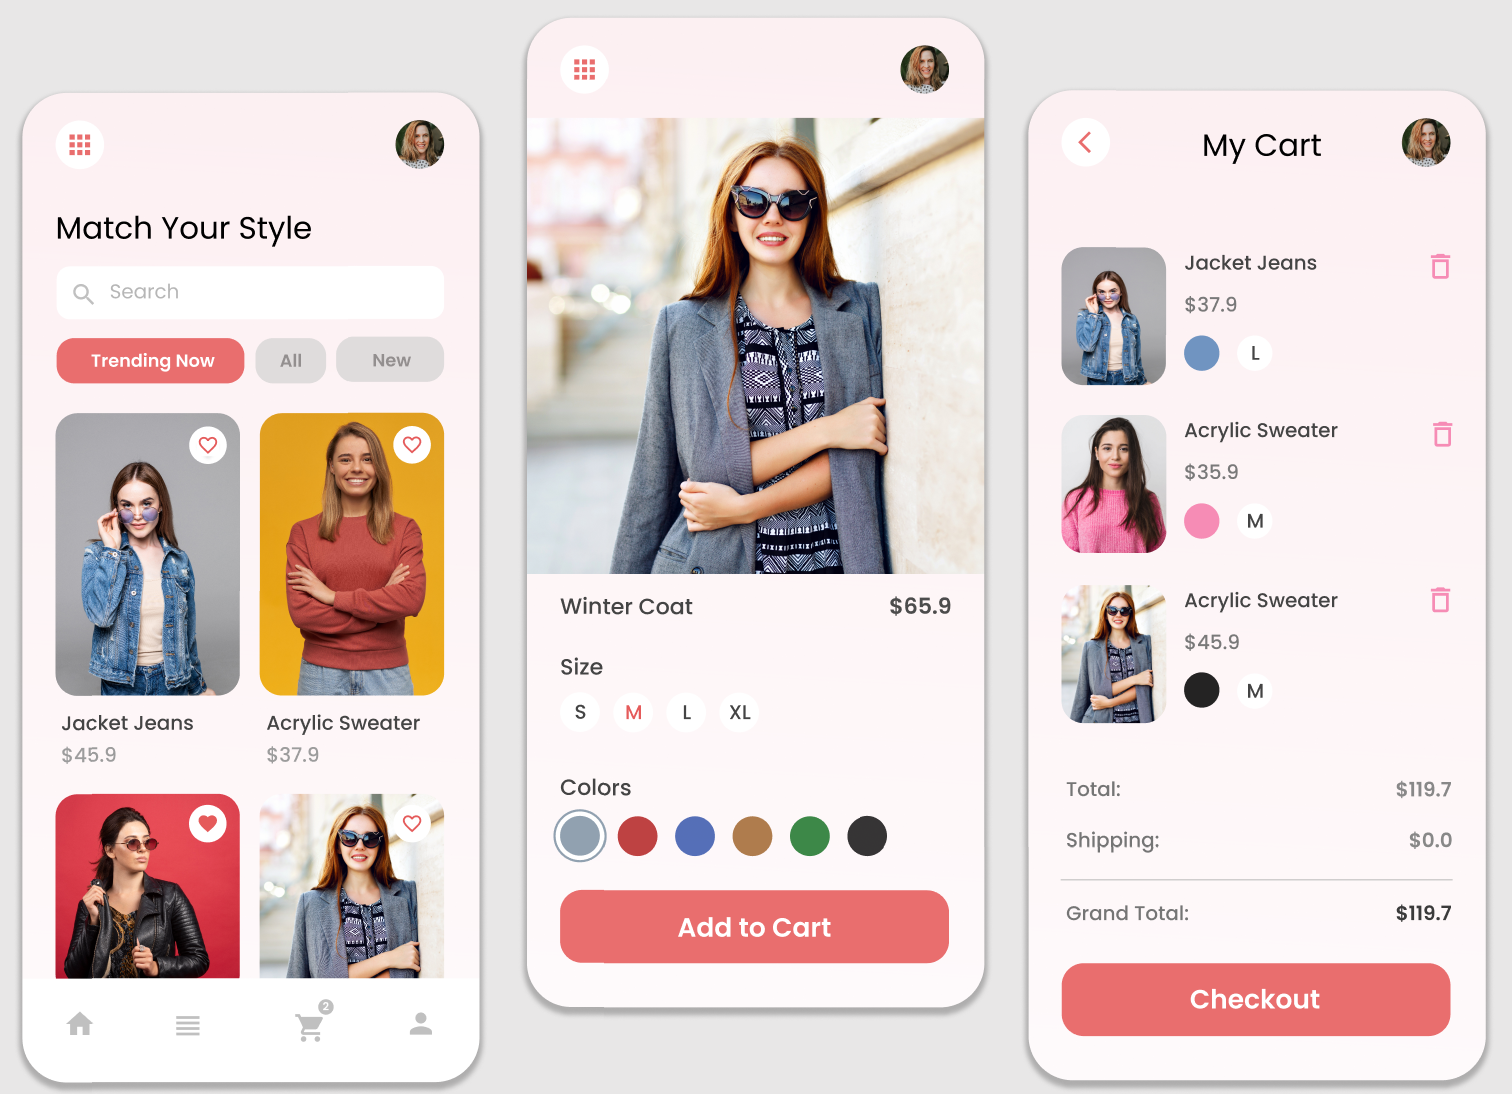 Match Your Style
Search
Trending Now All New
Jacket Jeans Acrylic Sweater
$45.9 $37.9
2
Winter Coat $65.9
Size
S M L XL
Colors
Add to Cart
My Cart
Jacket Jeans
$37.9
L
Acrylic Sweater
$35.9
M
Acrylic Sweater
$45.9
M
Total: $119.7
Shipping: $0.0
Grand Total: $119.7
Checkout